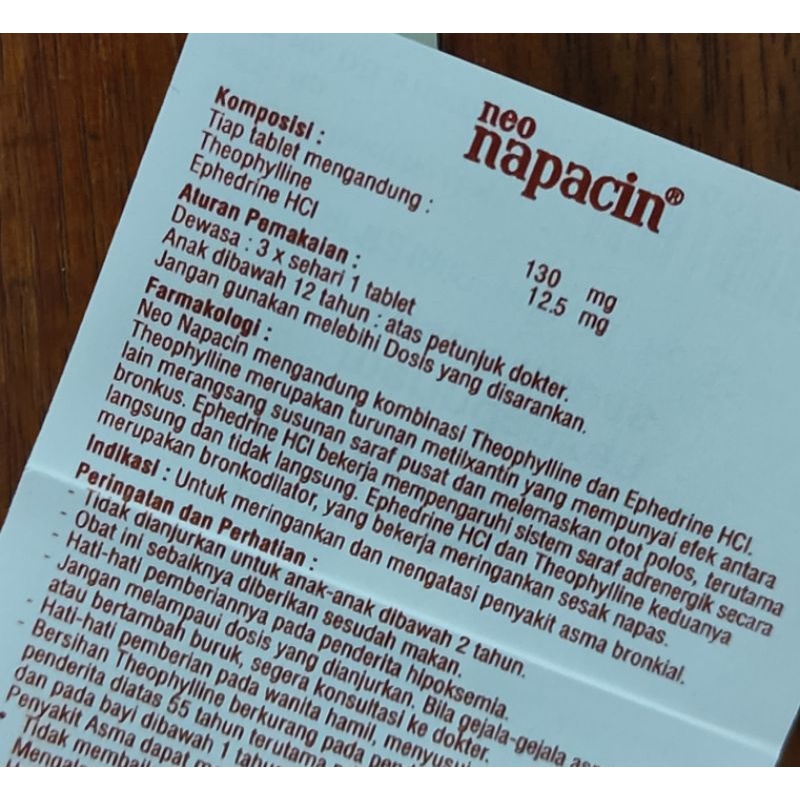 neo
napacin®
Komposisi :
Tiap tablet mengandung :
Theophylline 130 mg
Ephedrine HCl 12.5 mg
Aturan Pemakaian :
Dewasa : 3 x sehari 1 tablet
Anak dibawah 12 tahun : atas petunjuk dokter.
Jangan gunakan melebihi Dosis yang disarankan.
Farmakologi :
Neo Napacin mengandung kombinasi Theophylline dan Ephedrine HCl.
Theophylline merupakan turunan metilxantin yang mempunyai efek antara
lain merangsang susunan saraf pusat dan melemaskan otot polos, terutama
bronkus. Ephedrine HCl bekerja mempengaruhi sistem saraf adrenergik secara
langsung dan tidak langsung. Ephedrine HCl dan Theophylline keduanya
merupakan bronkodilator, yang bekerja meringankan sesak napas.
Indikasi : Untuk meringankan dan mengatasi penyakit asma bronkial.
Peringatan dan Perhatian :
- Tidak dianjurkan untuk anak-anak dibawah 2 tahun.
- Obat ini sebaiknya diberikan sesudah makan.
- Hati-hati pemberiannya pada penderita hipoksemia.
- Jangan melampaui dosis yang dianjurkan. Bila gejala-gejala
atau bertambah buruk, segera konsultasi ke dokter.
- Hati-hati pemberian pada wanita hamil,
- Bersihan Theophylline berkurang pada
penderita diatas 55 tahun terutama
dan pada bayi dibawah 1
Penyakit Asma dapat
Tidak